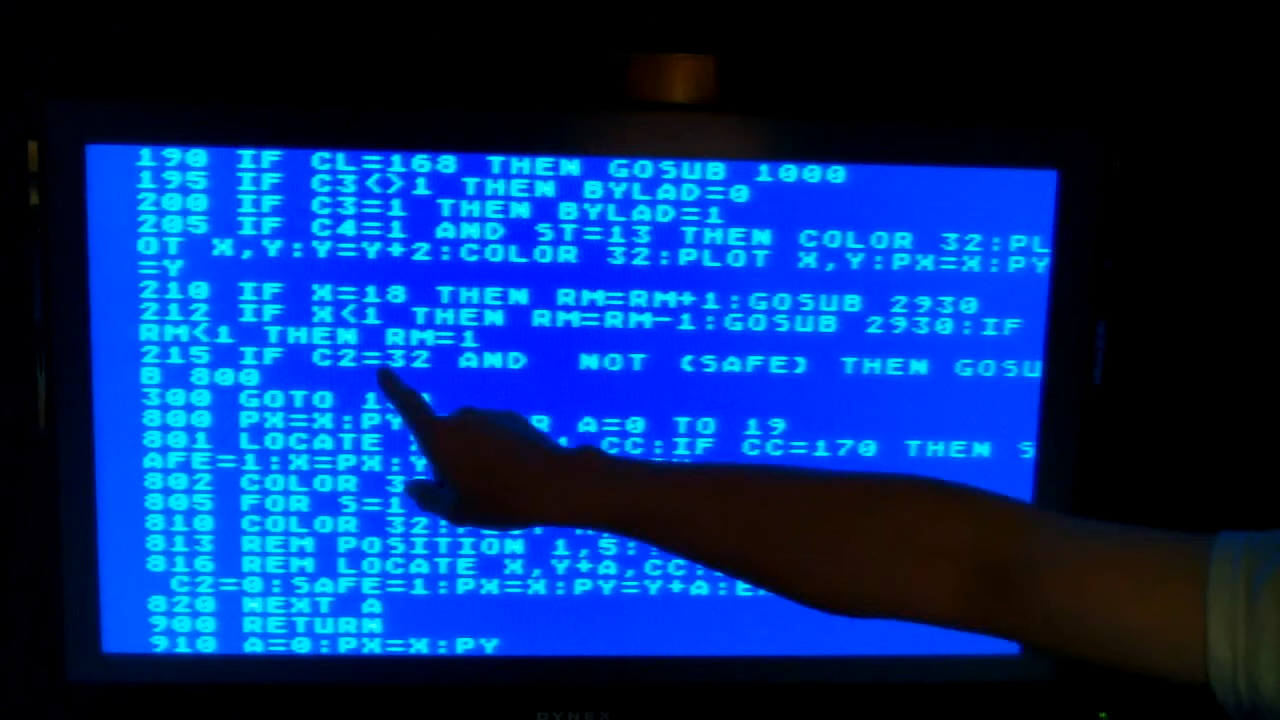 190 IF CL=168 THEN GOSUB 1000
195 IF C3<>1 THEN BYLAD=0
200 IF C3=1 THEN BYLAD=1
205 IF C4=1 AND ST=13 THEN COLOR 32:PL
OT X,Y:Y=Y+2:COLOR 32:PLOT X,Y:PX=X:PY
=Y
210 IF X=18 THEN RM=RM+1:GOSUB 2930
212 IF X<1 THEN RM=RM-1:GOSUB 2930:IF
RM<1 THEN RM=1
215 IF C2=32 AND  NOT (SAFE) THEN GOSU
B 800
300 GOTO
800 PX=X:PY A=0 TO 19
801 LOCATE CC:IF CC=170 THEN S
AFE=1:X=PX:Y
802 COLOR
805 FOR S=1
810 COLOR 32:
813 REM POSITION 1,5:
816 REM LOCATE X,Y+A,CC:
C2=0:SAFE=1:PX=X:PY=Y+A:
820 NEXT A
900 RETURN
910 A=0:PX=X:PY
DYNEX